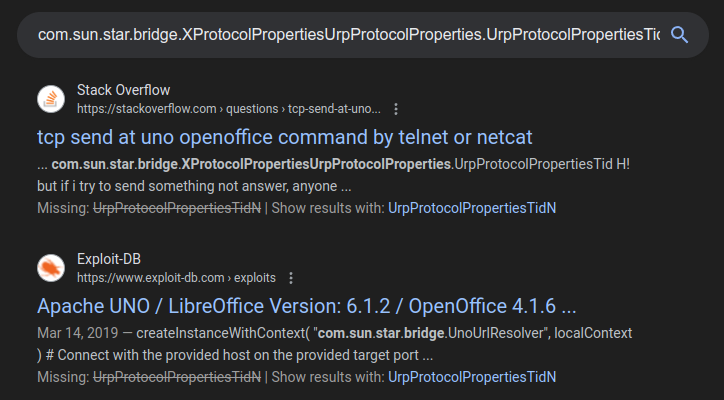 com.sun.star.bridge.XProtocolPropertiesUrpProtocolProperties.UrpProtocolPropertiesTid
Stack Overflow
https://stackoverflow.com › questions › tcp-send-at-uno...
tcp send at uno openoffice command by telnet or netcat
... com.sun.star.bridge.XProtocolPropertiesUrpProtocolProperties.UrpProtocolPropertiesTid H!
but if i try to send something not answer, anyone ...
Missing: UrpProtocolPropertiesTidN | Show results with: UrpProtocolPropertiesTidN
Exploit-DB
https://www.exploit-db.com › exploits
Apache UNO / LibreOffice Version: 6.1.2 / OpenOffice 4.1.6 ...
Mar 14, 2019 — createInstanceWithContext( "com.sun.star.bridge.UnoUrlResolver", localContext
) # Connect with the provided host on the provided target port ...
Missing: UrpProtocolPropertiesTidN | Show results with: UrpProtocolPropertiesTidN